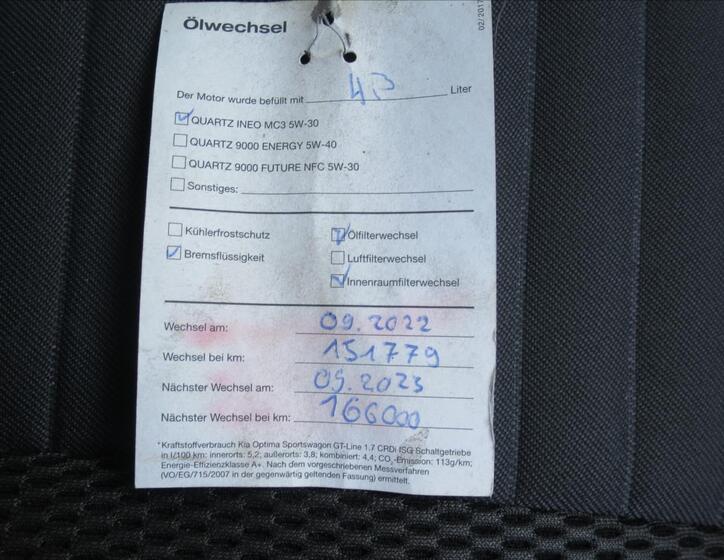 02/2017
Ölwechsel
Der Motor wurde befüllt mit Liter
☑ QUARTZ INEO MC3 5W-30
☐ QUARTZ 9000 ENERGY 5W-40
☐ QUARTZ 9000 FUTURE NFC 5W-30
☐ Sonstiges:
☐ Kühlerfrostschutz ☑ Ölfilterwechsel
☑ Bremsflüssigkeit ☐ Luftfilterwechsel
☑ Innenraumfilterwechsel
Wechsel am: 09.2022
Wechsel bei km: 151779
Nächster Wechsel am: 09.2023
Nächster Wechsel bei km: 166000
*Kraftstoffverbrauch Kia Optima Sportswagon GT-Line 1.7 CRDi ISG Schaltgetriebe
in l/100 km: innerorts: 5,2; außerorts: 3,8; kombiniert: 4,4; CO₂-Emission: 113g/km;
Energie-Effizienzklasse A+. Nach dem vorgeschriebenen Messverfahren
(VO/EG/715/2007 in der gegenwärtig geltenden Fassung) ermittelt.